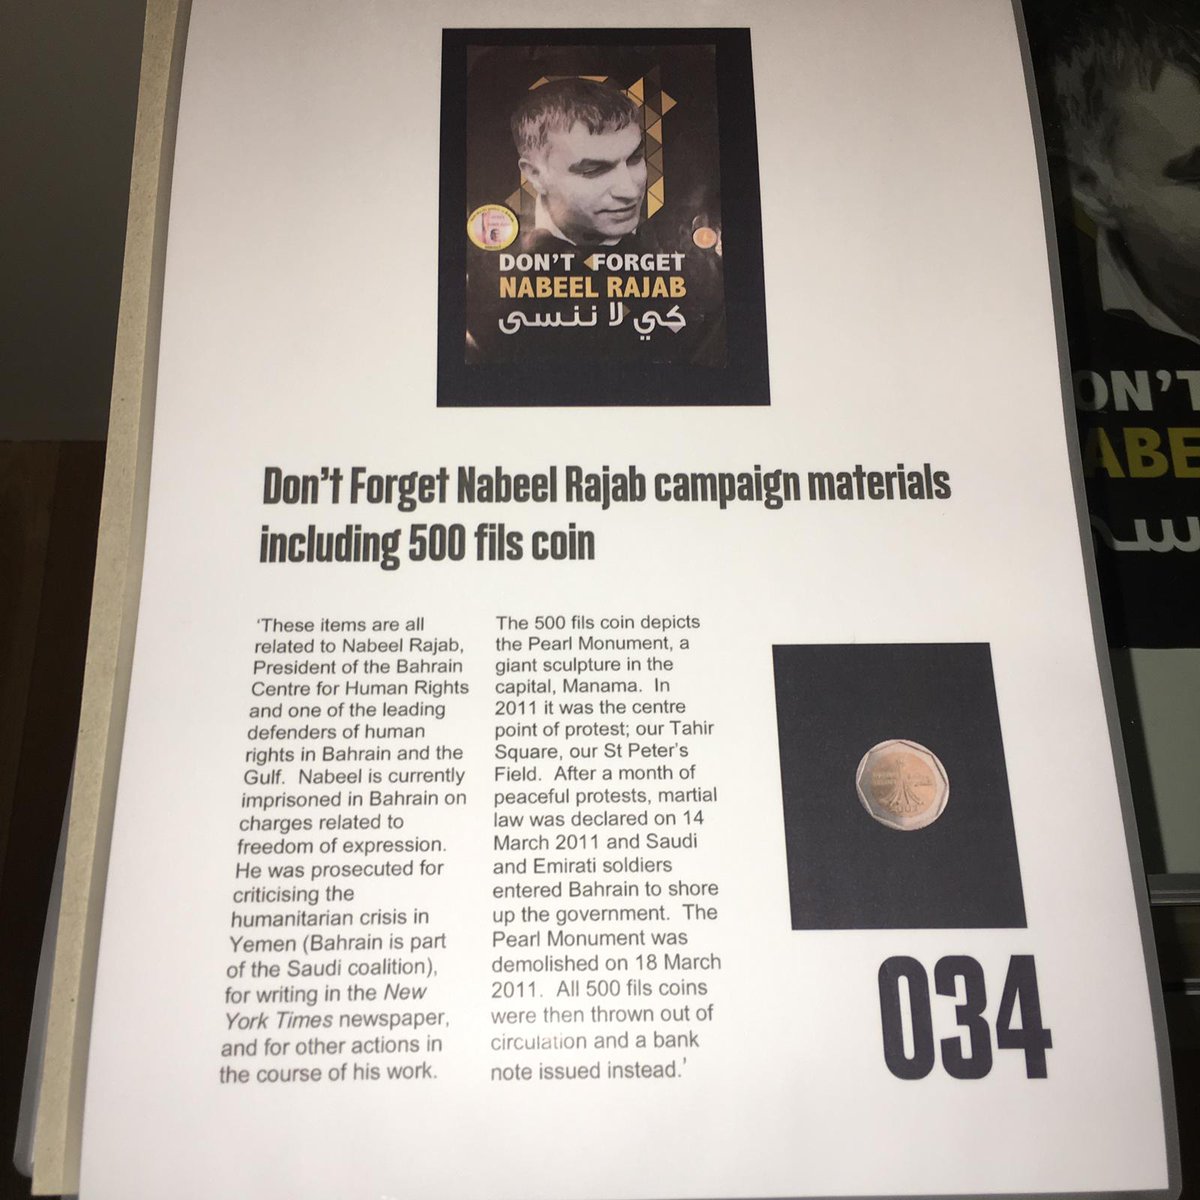 DON'T FORGET
NABEEL RAJAB
كي لا ننسى
Don't Forget Nabeel Rajab campaign materials
including 500 fils coin
'These items are all
related to Nabeel Rajab,
President of the Bahrain
Centre for Human Rights
and one of the leading
defenders of human
rights in Bahrain and the
Gulf. Nabeel is currently
imprisoned in Bahrain on
charges related to
freedom of expression.
He was prosecuted for
criticising the
humanitarian crisis in
Yemen (Bahrain is part
of the Saudi coalition),
for writing in the New
York Times newspaper,
and for other actions in
the course of his work.
The 500 fils coin depicts
the Pearl Monument, a
giant sculpture in the
capital, Manama. In
2011 it was the centre
point of protest; our Tahir
Square, our St Peter's
Field. After a month of
peaceful protests, martial
law was declared on 14
March 2011 and Saudi
and Emirati soldiers
entered Bahrain to shore
up the government. The
Pearl Monument was
demolished on 18 March
2011. All 500 fils coins
were then thrown out of
circulation and a bank
note issued instead.'
034
ON'T
ABE